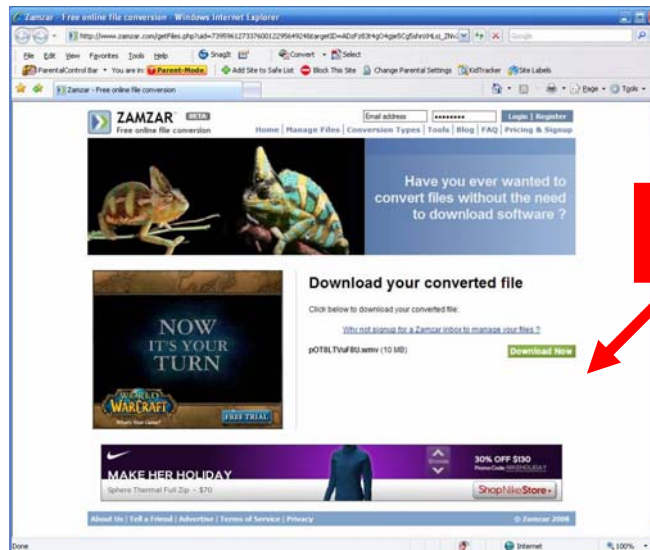 Zamzar - Free online file conversion - Windows Internet Explorer
File Edit View Favorites Tools Help SnagIt Convert Select
ParentalControl Bar You are in: Parent-Mode Add Site to Safe List Block This Site Change Parental Settings KidTracker Site Labels
Zamzar - Free online file conversion Page Tools
ZAMZAR BETA
Free online file conversion
Email address Login | Register
Home | Manage Files | Conversion Types | Tools | Blog | FAQ | Pricing & Signup
Have you ever wanted to
convert files without the need
to download software ?
Download your converted file
Click below to download your converted file:
Why not signup for a Zamzar inbox to manage your files ?
pOT8LTVuF8U.wmv (10 MB) Download Now
NOW
IT'S YOUR
TURN
WORLD
WARCRAFT
What's Your Game?
FREE TRIAL
MAKE HER HOLIDAY
Sphere Thermal Full Zip - $70
30% OFF $130
Promo Code
ShopNikeStore
About Us | Tell a Friend | Advertise | Terms of Service | Privacy © Zamzar 2008
Done Internet 100%